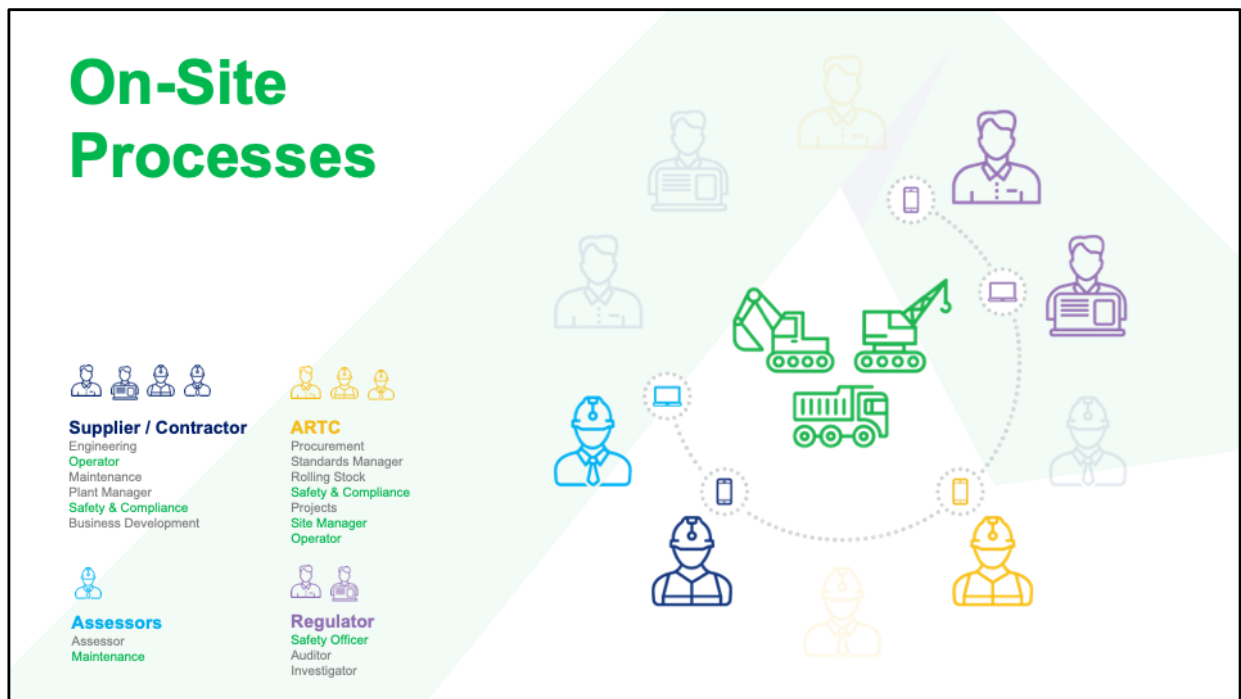 On-Site
Processes
Supplier / Contractor
Engineering
Operator
Maintenance
Plant Manager
Safety & Compliance
Business Development
ARTC
Procurement
Standards Manager
Rolling Stock
Safety & Compliance
Projects
Site Manager
Operator
Assessors
Assessor
Maintenance
Regulator
Safety Officer
Auditor
Investigator